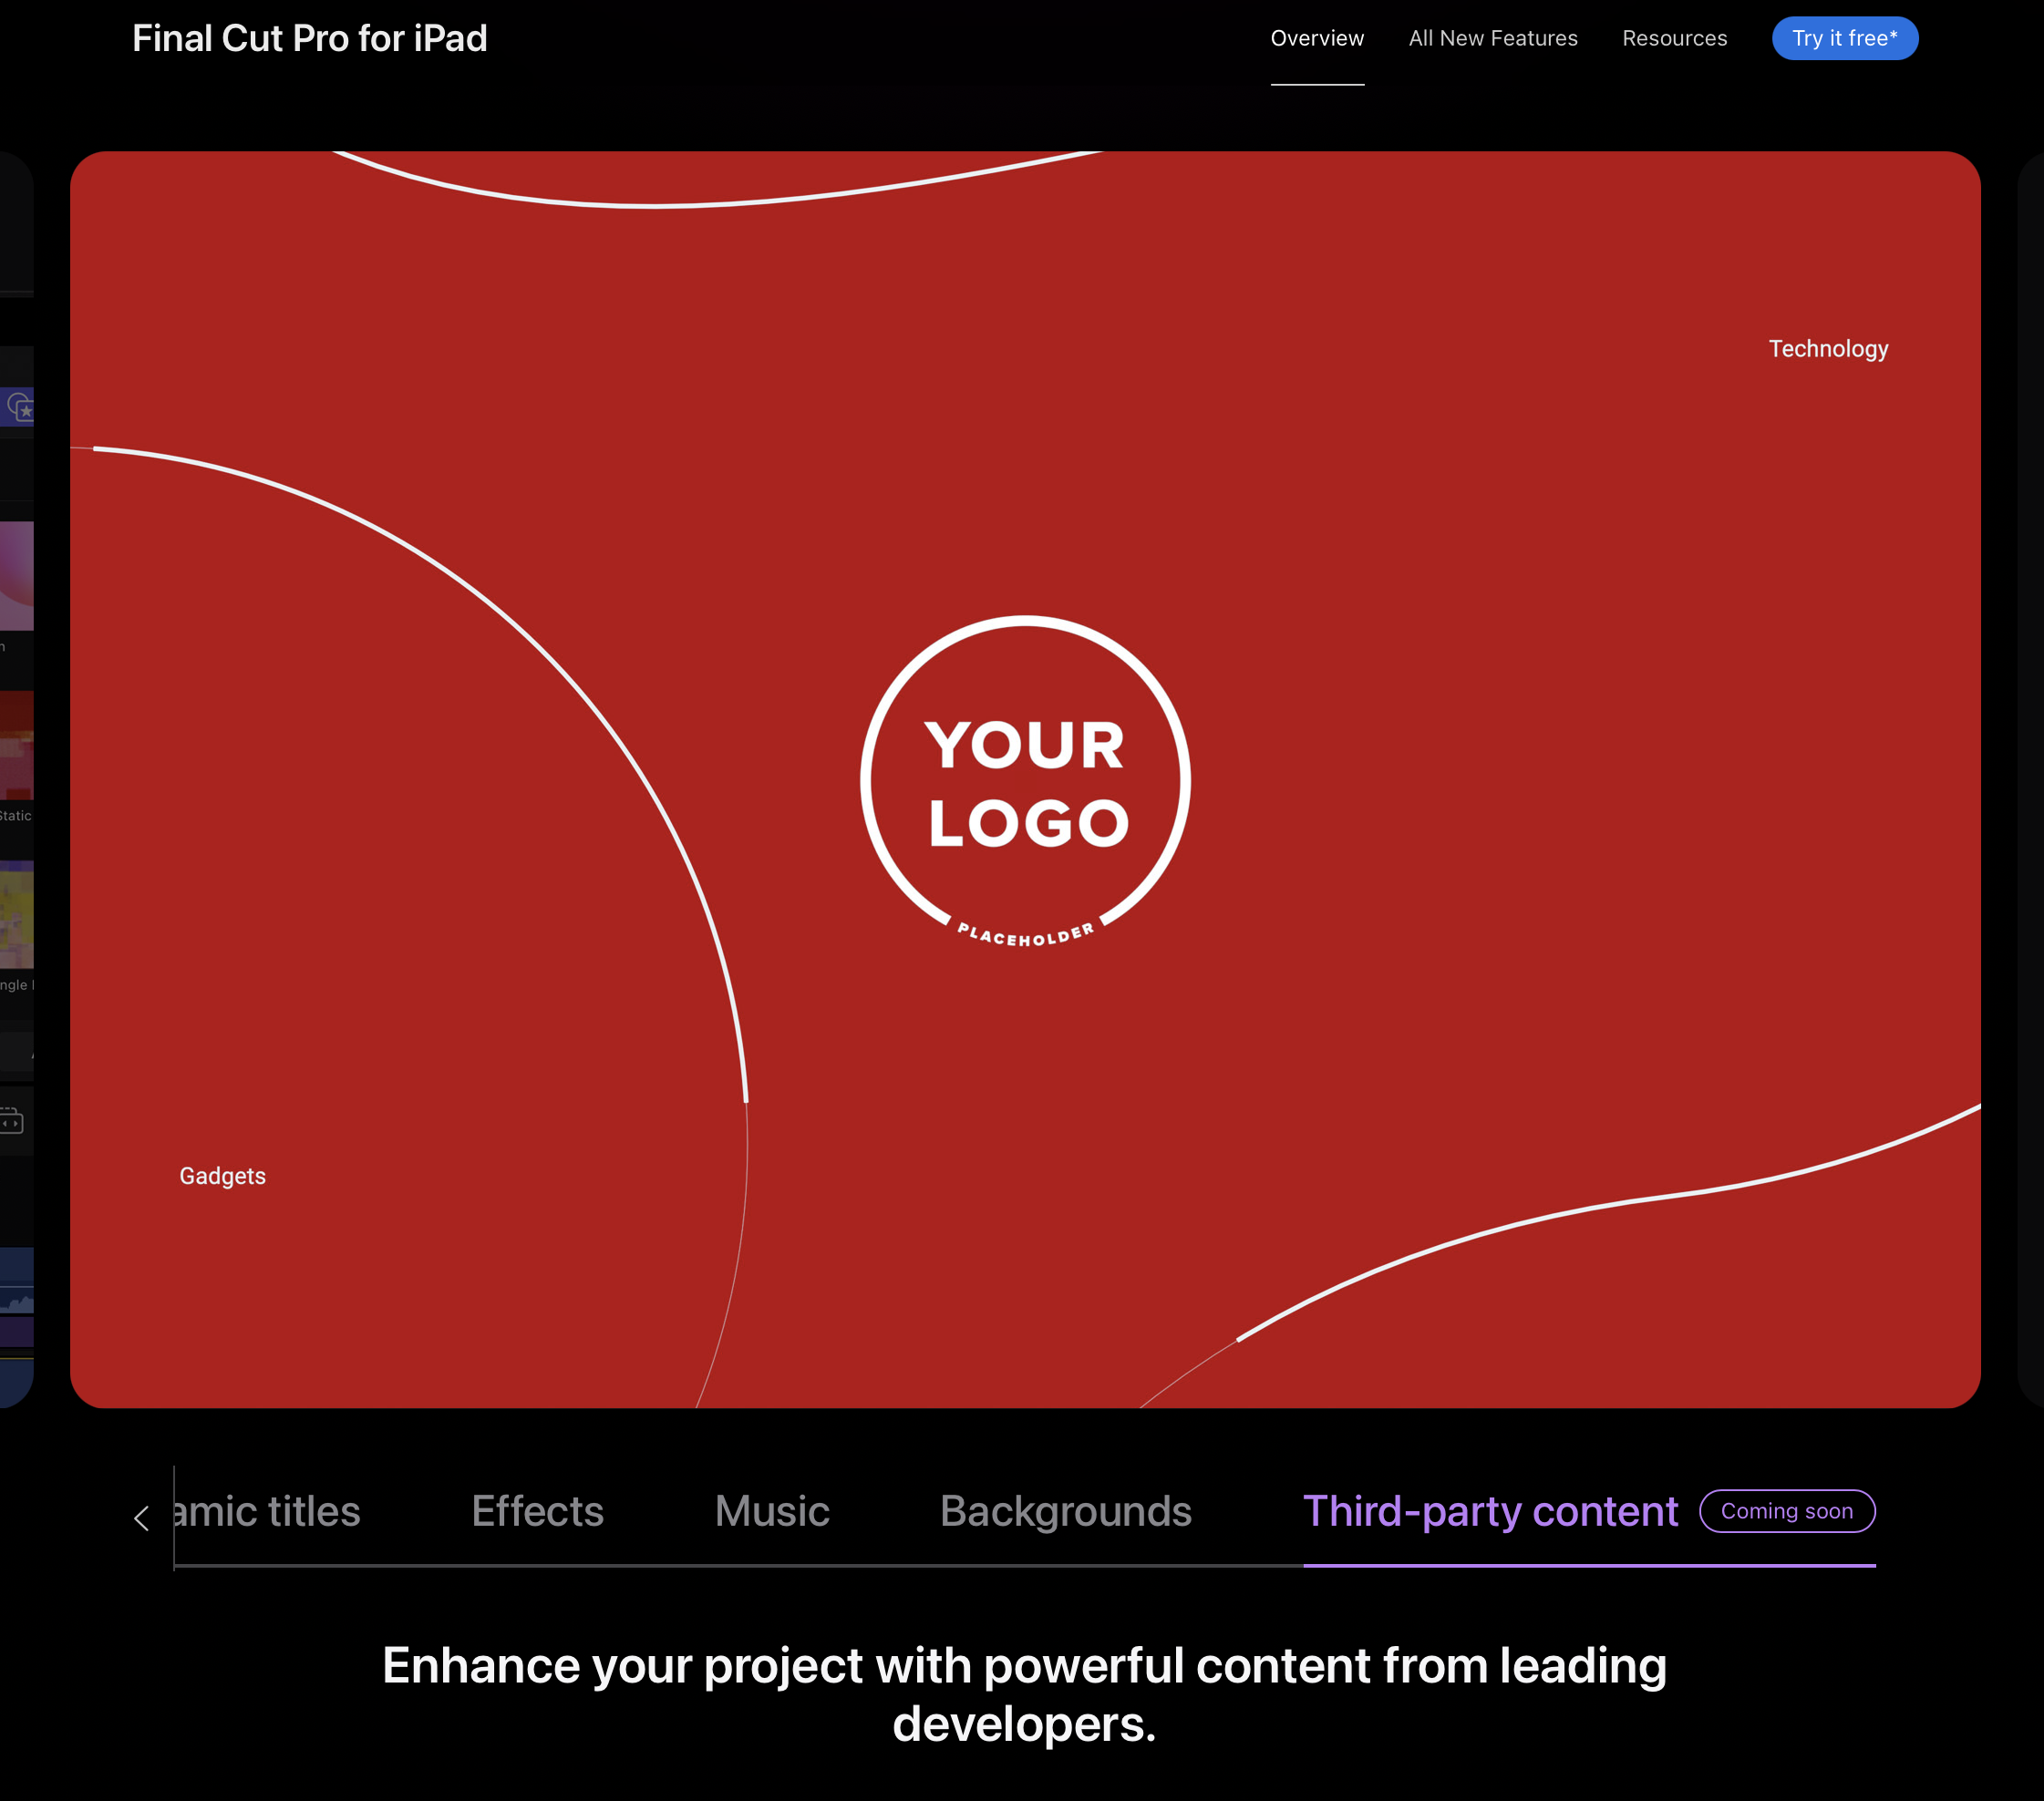 Final Cut Pro for iPad
Overview
All New Features
Resources
Try it free*
Technology
YOUR
LOGO
PLACEHOLDER
Gadgets
Static
ngle
amic titles
Effects
Music
Backgrounds
Third-party content
Coming soon
Enhance your project with powerful content from leading
developers.